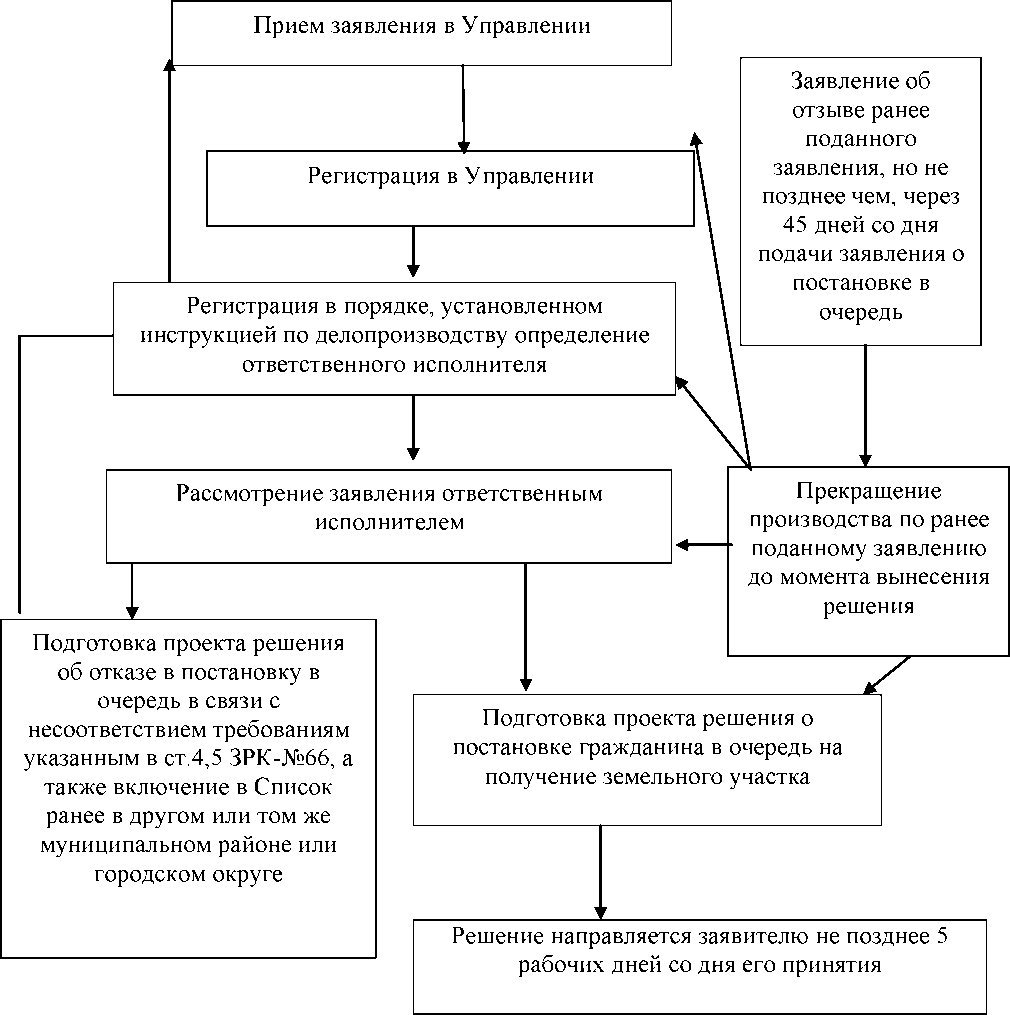 Прием заявления в Управлении
Регистрация в Управлении
Заявление об
отзыве ранее
поданного
заявления, но не
позднее чем, через
45 дней со дня
подачи заявления о
постановке в
очередь
Регистрация в порядке, установленном
инструкцией по делопроизводству определение
ответственного исполнителя
Рассмотрение заявления ответственным
исполнителем
Прекращение
производства по ранее
поданному заявлению
до момента вынесения
решения
Подготовка проекта решения
об отказе в постановку в
очередь в связи с
несоответствием требованиям
указанным в ст.4,5 ЗРК-№66, а
также включение в Список
ранее в другом или том же
муниципальном районе или
городском округе
Подготовка проекта решения о
постановке гражданина в очередь на
получение земельного участка
Решение направляется заявителю не позднее 5
рабочих дней со дня его принятия